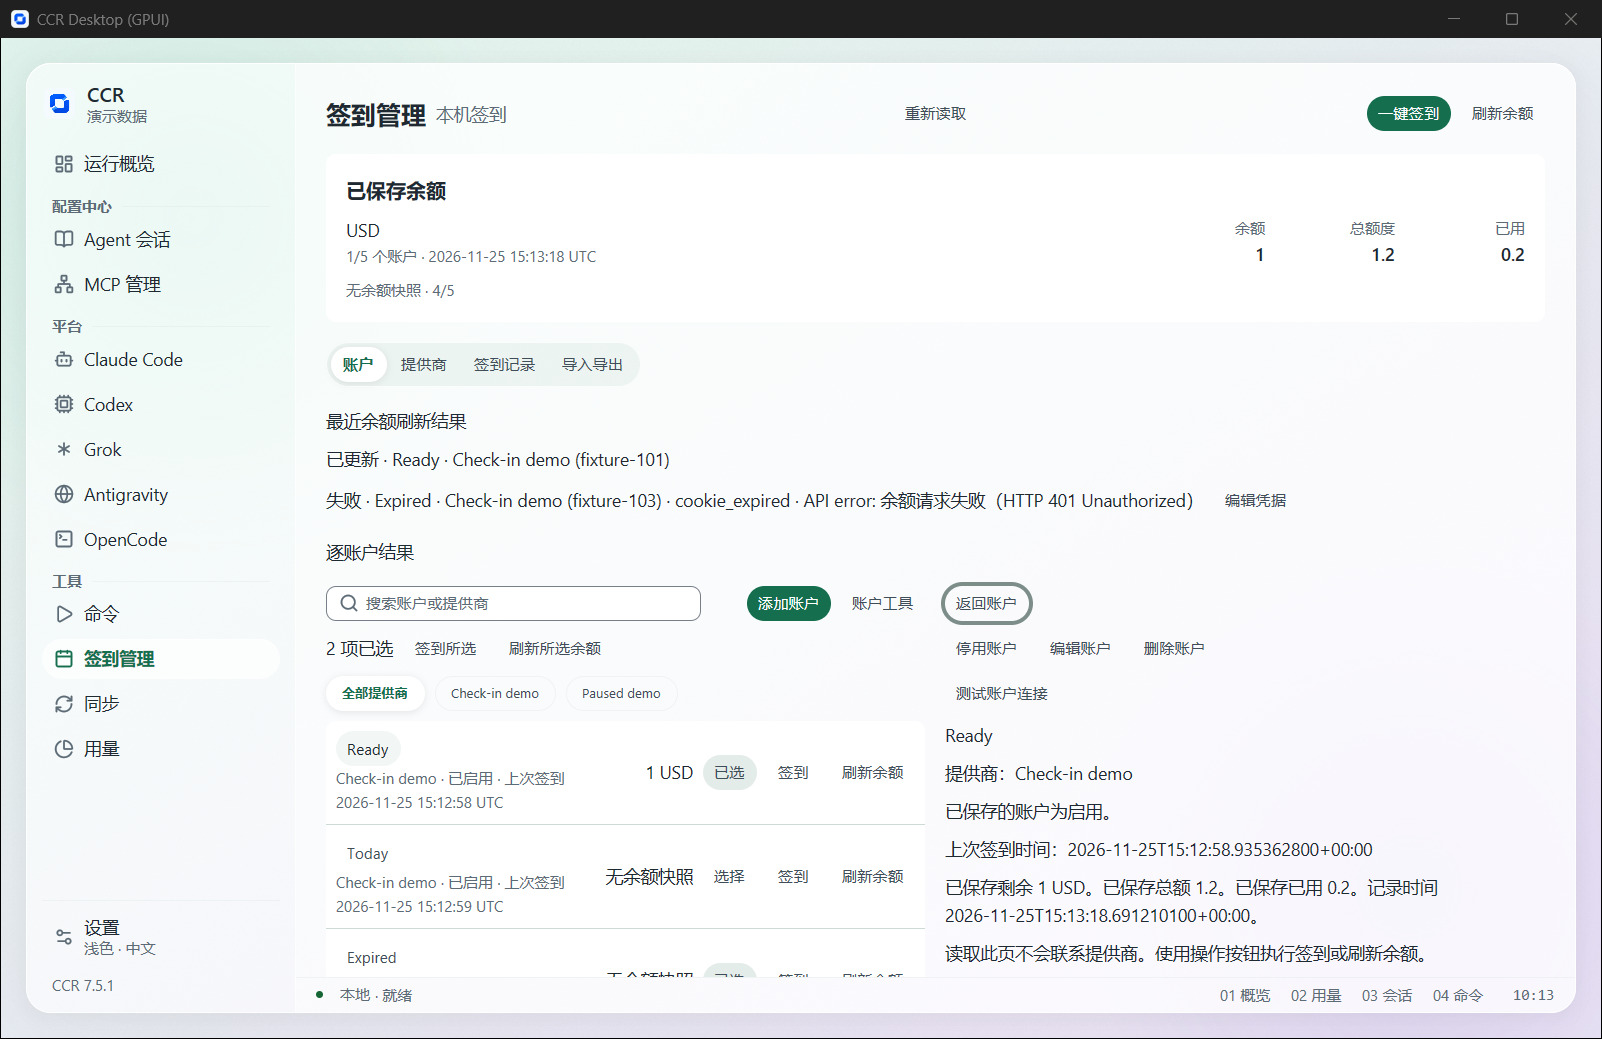 CCR Desktop (GPUI)
CCR
演示数据
运行概览
配置中心
Agent 会话
MCP 管理
平台
Claude Code
Codex
Grok
Antigravity
OpenCode
工具
命令
签到管理
同步
用量
设置
浅色 · 中文
CCR 7.5.1
签到管理 本机签到 重新读取 一键签到 刷新余额
已保存余额
USD
1/5 个账户 · 2026-11-25 15:13:18 UTC
无余额快照 · 4/5
余额 总额度 已用
1 1.2 0.2
账户 提供商 签到记录 导入导出
最近余额刷新结果
已更新 · Ready · Check-in demo (fixture-101)
失败 · Expired · Check-in demo (fixture-103) · cookie_expired · API error: 余额请求失败（HTTP 401 Unauthorized） 编辑凭据
逐账户结果
搜索账户或提供商 添加账户 账户工具
2 项已选 签到所选 刷新所选余额
全部提供商 Check-in demo Paused demo
Ready
Check-in demo · 已启用 · 上次签到
2026-11-25 15:12:58 UTC
1 USD 已选 签到 刷新余额
Today
Check-in demo · 已启用 · 上次签到
2026-11-25 15:12:59 UTC
无余额快照 选择 签到 刷新余额
Expired
无余额快照 已选 签到 刷新余额
返回账户
停用账户 编辑账户 删除账户
测试账户连接
Ready
提供商：Check-in demo
已保存的账户为启用。
上次签到时间：2026-11-25T15:12:58.935362800+00:00
已保存剩余 1 USD。已保存总额 1.2。已保存已用 0.2。记录时间
2026-11-25T15:13:18.691210100+00:00。
读取此页不会联系提供商。使用操作按钮执行签到或刷新余额。
本地 · 就绪
01 概览 02 用量 03 会话 04 命令 10:13